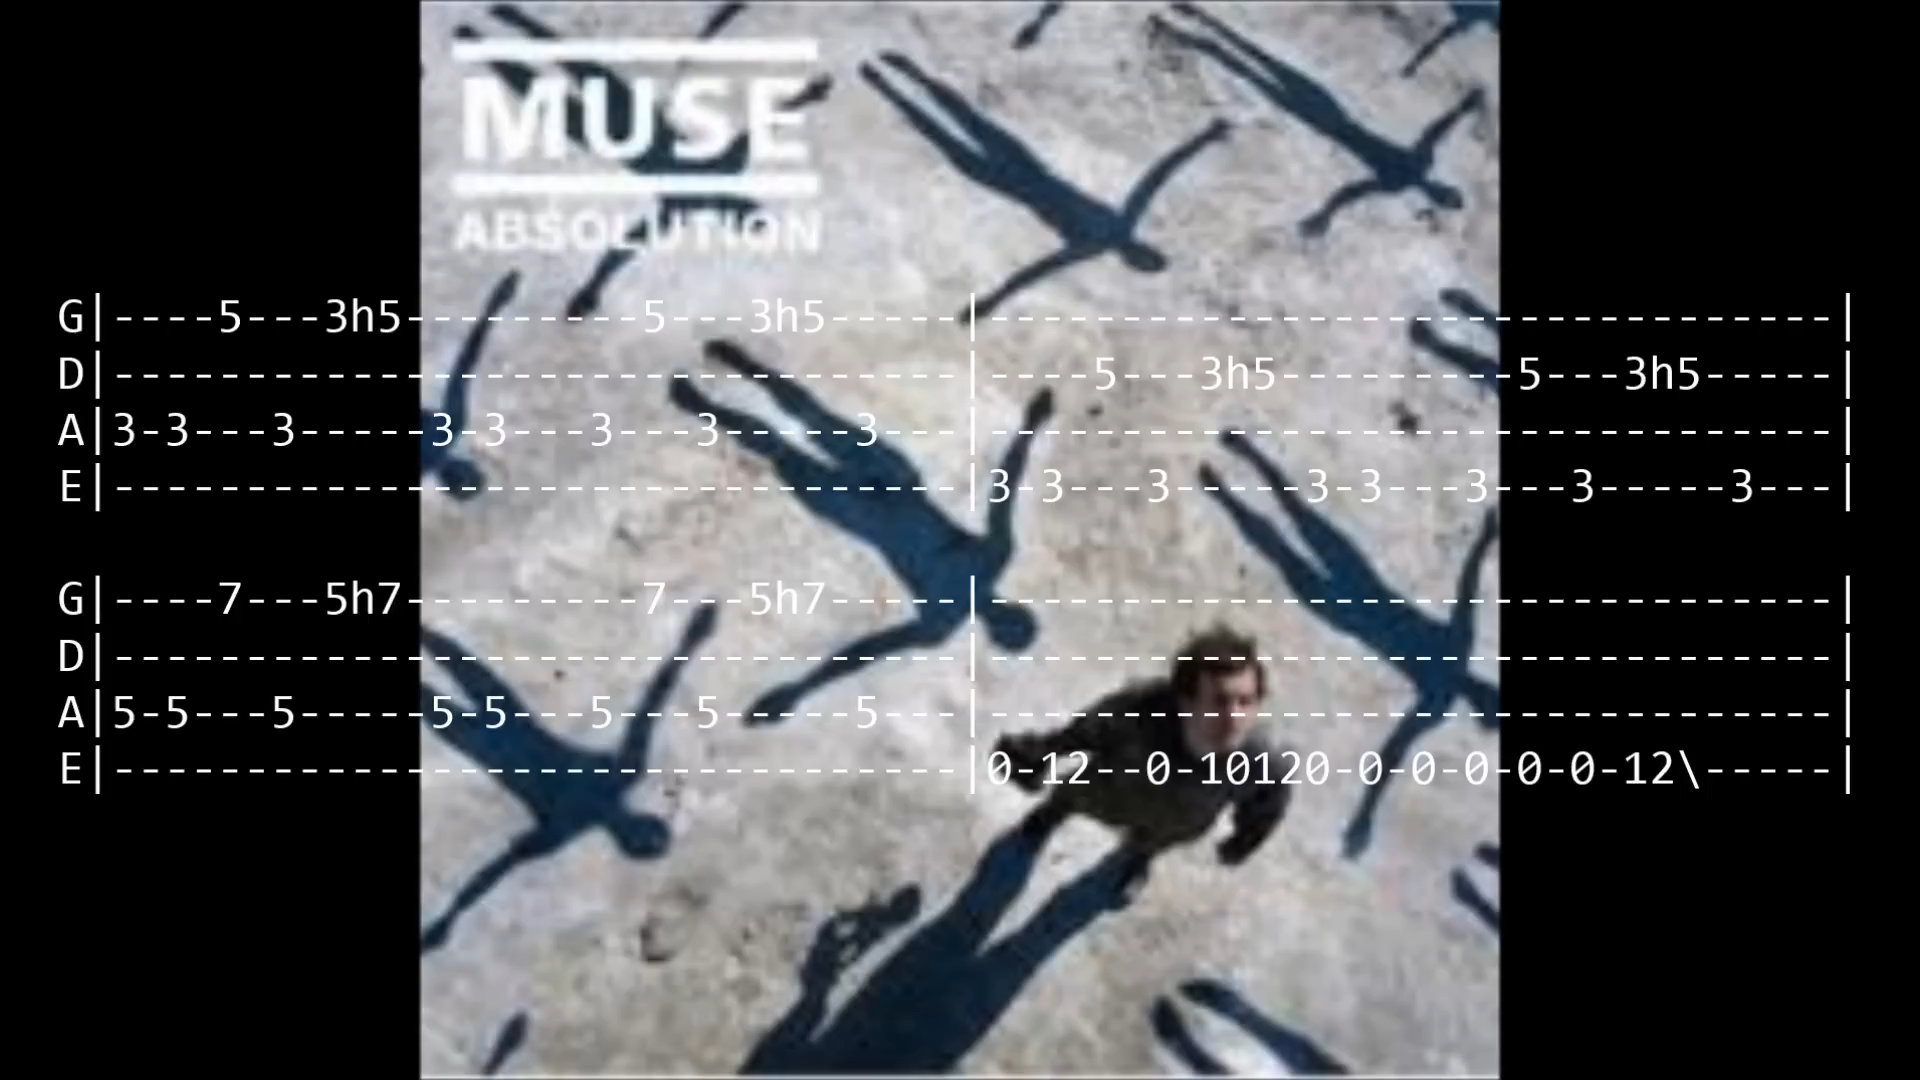 MUSE
ABSOLUTION
G|----5---3h5---------5---3h5-----|--------------------------------|
D|--------------------------------|----5---3h5---------5---3h5-----|
A|3-3---3-----3-3---3---3-----3---|--------------------------------|
E|--------------------------------|3-3---3-----3-3---3---3-----3---|
G|----7---5h7---------7---5h7-----|--------------------------------|
D|--------------------------------|--------------------------------|
A|5-5---5-----5-5---5---5-----5---|--------------------------------|
E|--------------------------------|0-12--0-10120-0-0-0-0-0-12\-----|